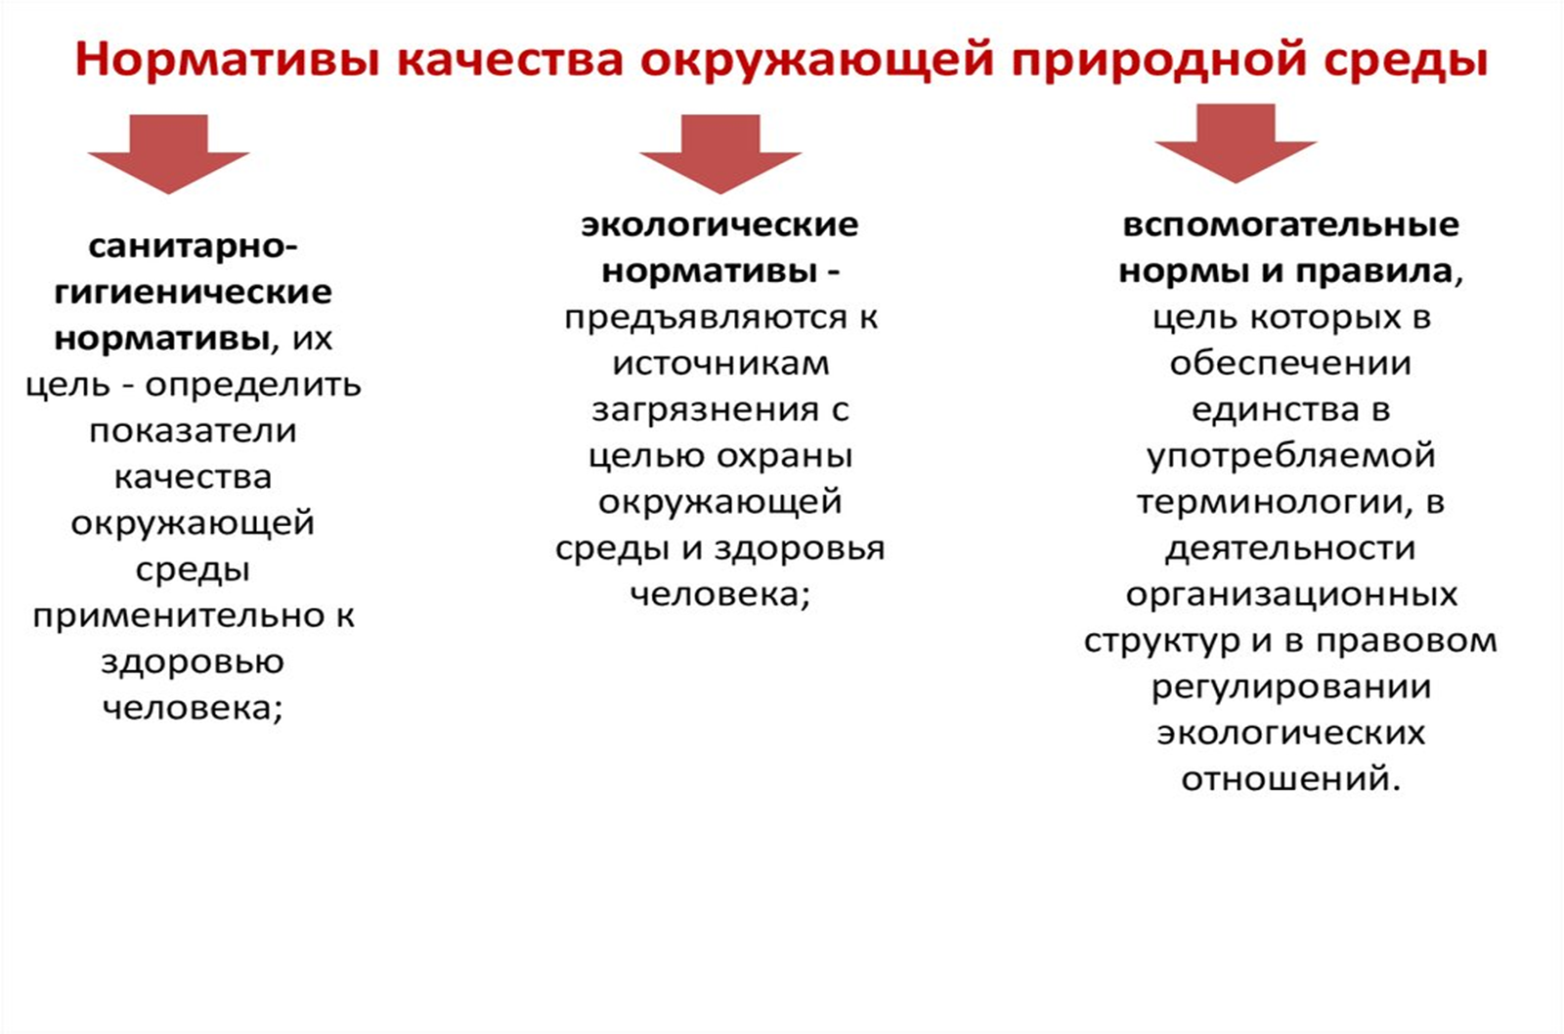 Нормативы качества окружающей природной среды
санитарно-
гигиенические
нормативы, их
цель - определить
показатели
качества
окружающей
среды
применительно к
здоровью
человека;
экологические
нормативы -
предъявляются к
источникам
загрязнения с
целью охраны
окружающей
среды и здоровья
человека;
вспомогательные
нормы и правила,
цель которых в
обеспечении
единства в
употребляемой
терминологии, в
деятельности
организационных
структур и в правовом
регулировании
экологических
отношений.